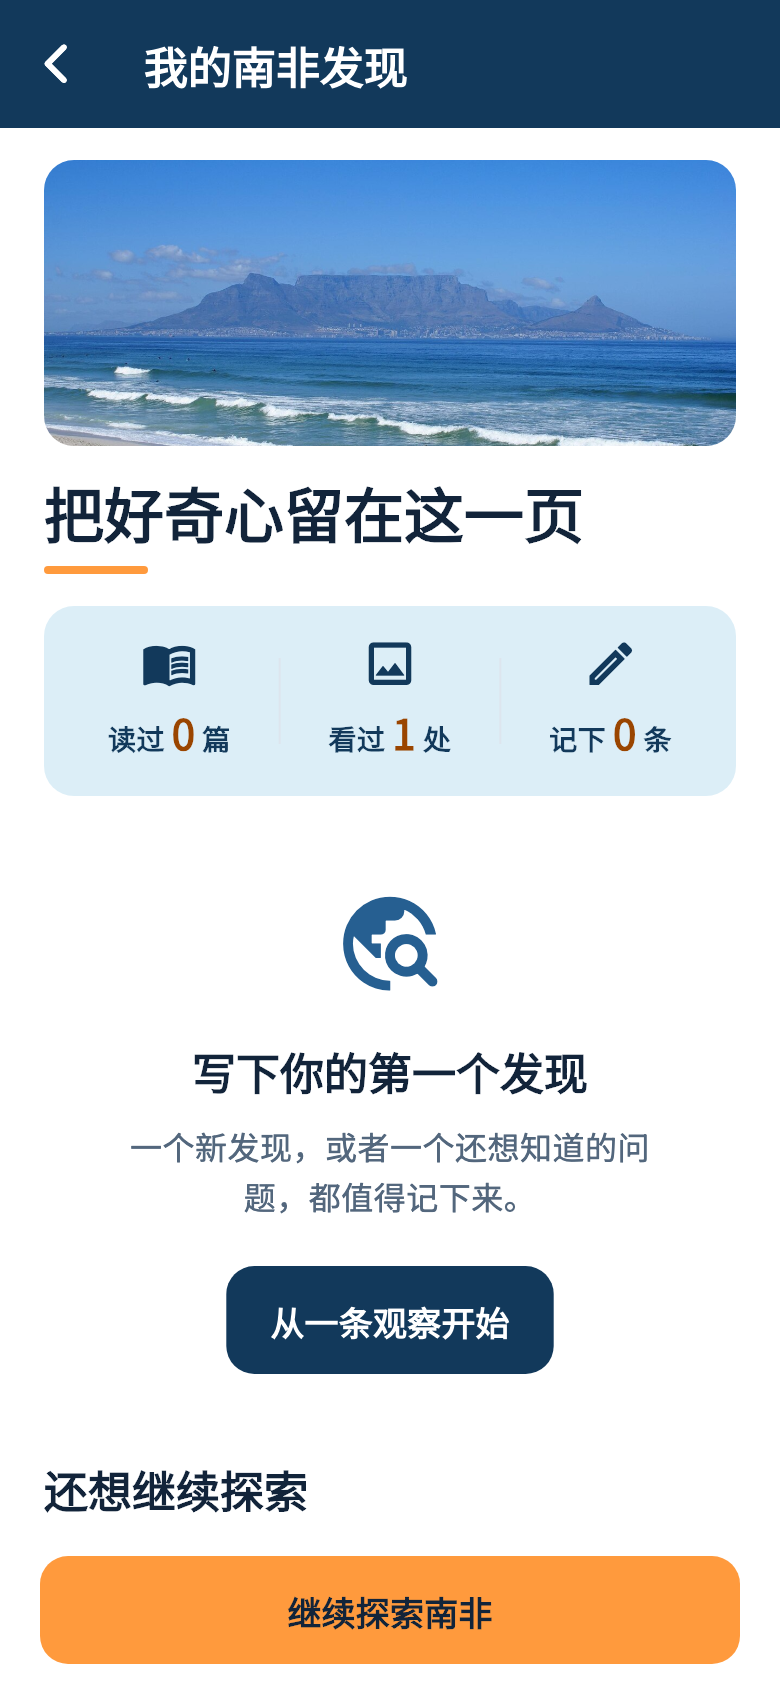 我的南非发现
把好奇心留在这一页
读过 0 篇
看过 1 处
记下 0 条
写下你的第一个发现
一个新发现，或者一个还想知道的问
题，都值得记下来。
从一条观察开始
还想继续探索
继续探索南非